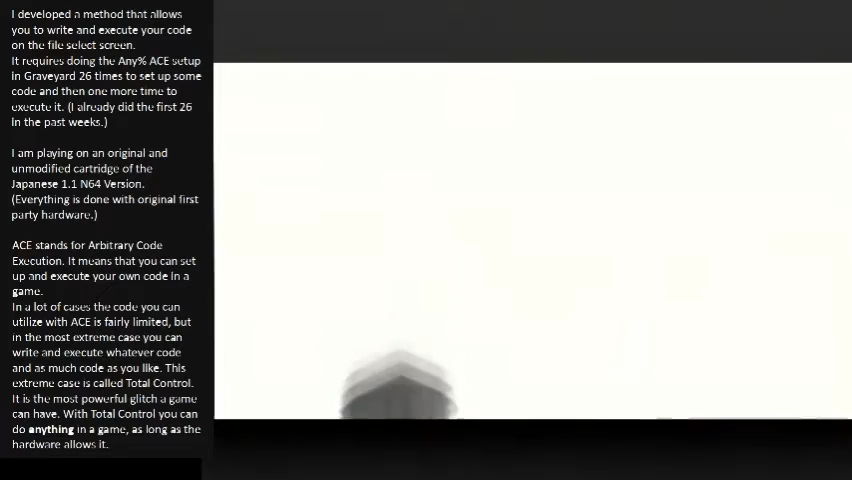 I developed a method that allows
you to write and execute your code
on the file select screen.
It requires doing the Any% ACE setup
in Graveyard 26 times to set up some
code and then one more time to
execute it. (I already did the first 26
in the past weeks.)
I am playing on an original and
unmodified cartridge of the
Japanese 1.1 N64 Version.
(Everything is done with original first
party hardware.)
ACE stands for Arbitrary Code
Execution. It means that you can set
up and execute your own code in a
game.
In a lot of cases the code you can
utilize with ACE is fairly limited, but
in the most extreme case you can
write and execute whatever code
and as much code as you like. This
extreme case is called Total Control.
It is the most powerful glitch a game
can have. With Total Control you can
do anything in a game, as long as the
hardware allows it.